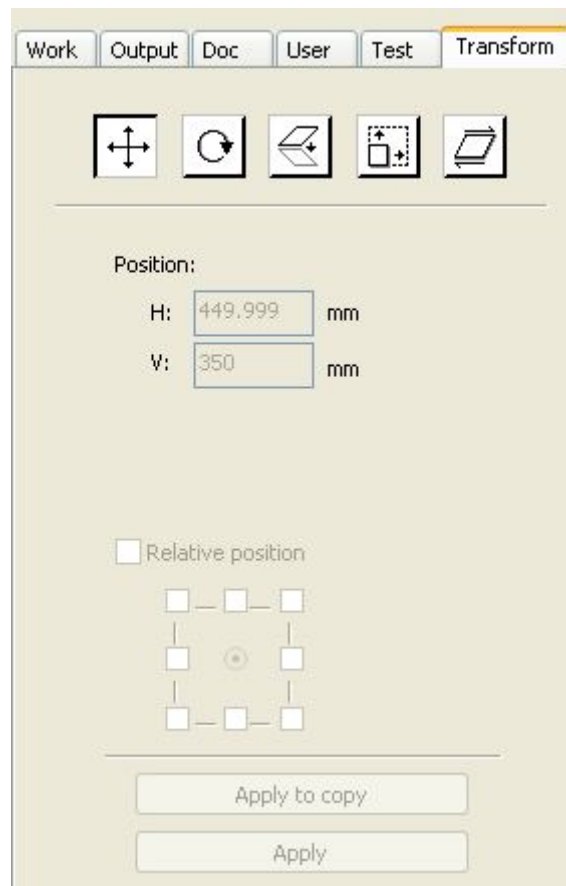 Work Output Doc User Test Transform
Position:
H: 449.999 mm
V: 350 mm
Relative position
Apply to copy
Apply